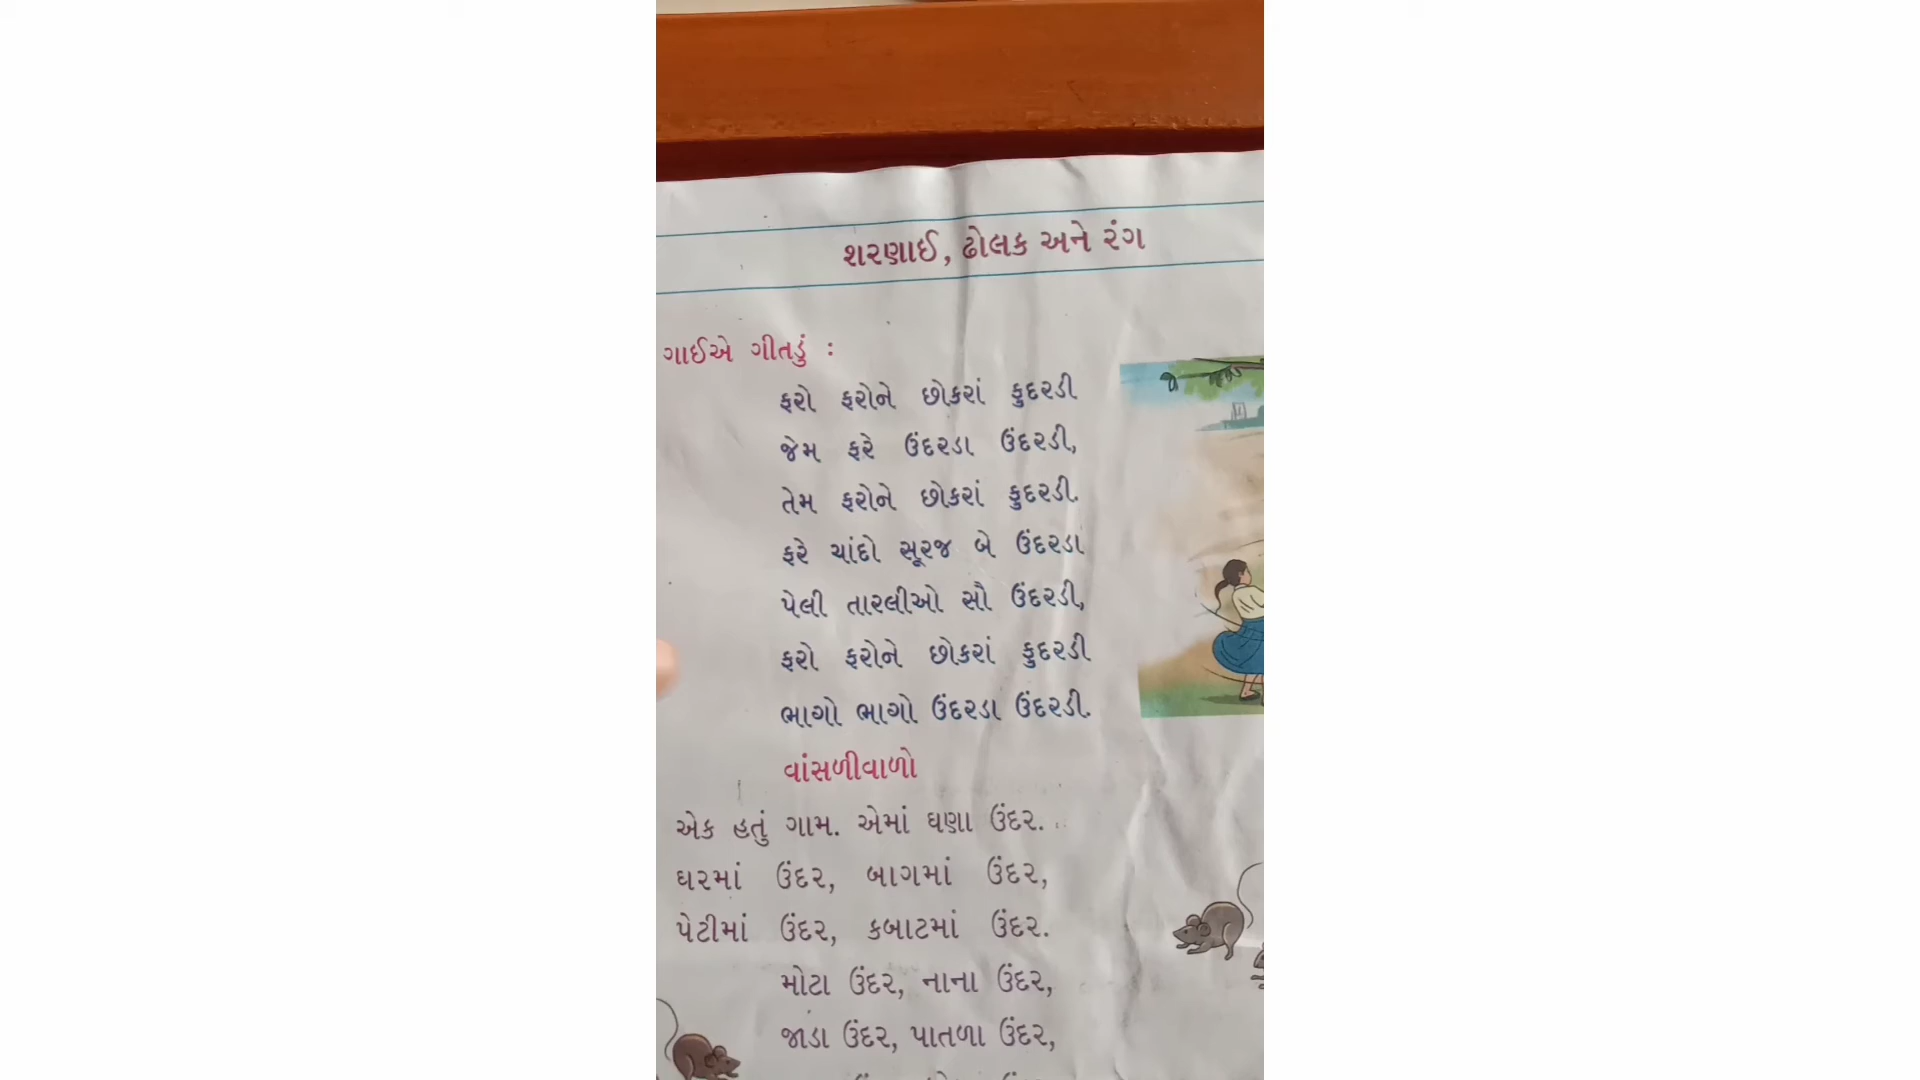 શરણાઈ, ઢોલક અને રંગ
ગાઈએ ગીતડું :
ફરો ફરોને છોકરાં ફુદરડી
જેમ ફરે ઉંદરડા ઉંદરડી,
તેમ ફરોને છોકરાં ફુદરડી.
ફરે ચાંદો સૂરજ બે ઉંદરડા
પેલી તારલીઓ સૌ ઉંદરડી,
ફરો ફરોને છોકરાં ફુદરડી
ભાગો ભાગો ઉંદરડા ઉંદરડી.
વાંસળીવાળો
એક હતું ગામ. એમાં ઘણા ઉંદર.
ઘરમાં ઉંદર, બાગમાં ઉંદર,
પેટીમાં ઉંદર, કબાટમાં ઉંદર.
મોટા ઉંદર, નાના ઉંદર,
જાડા ઉંદર, પાતળા ઉંદર,